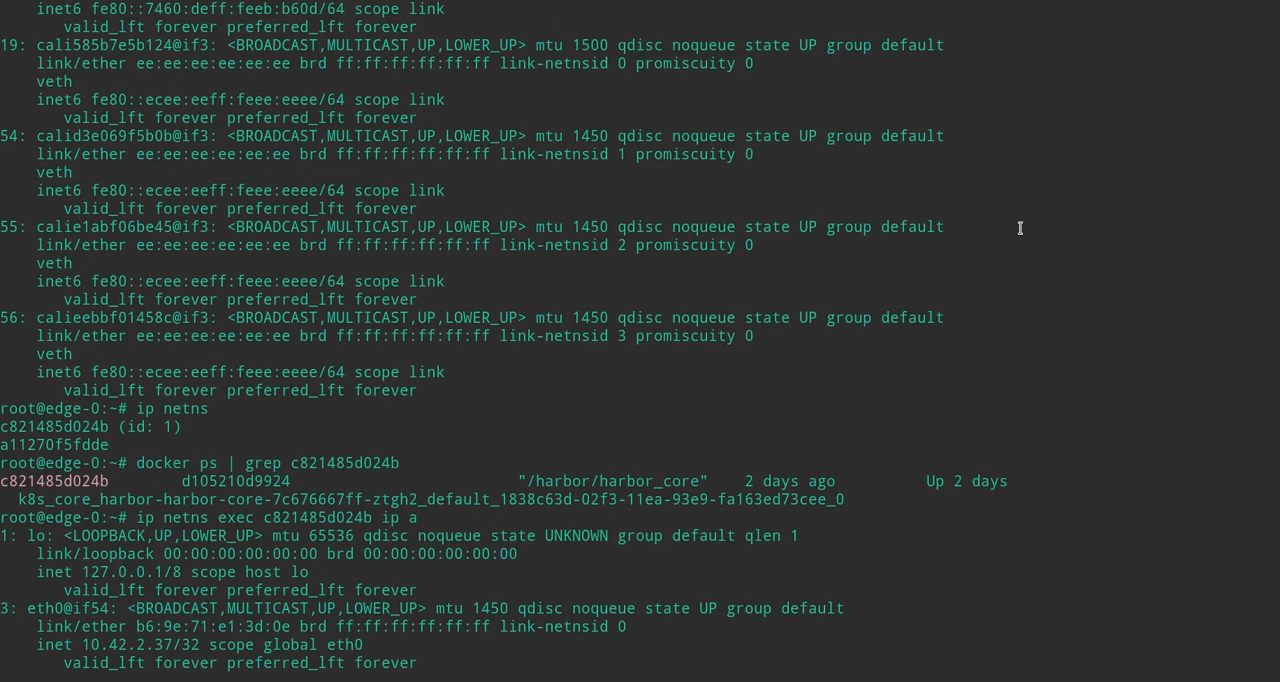 inet6 fe80::7460:deff:feeb:b60d/64 scope link
valid_lft forever preferred_lft forever
19: cali585b7e5b124@if3: <BROADCAST,MULTICAST,UP,LOWER_UP> mtu 1500 qdisc noqueue state UP group default
link/ether ee:ee:ee:ee:ee:ee brd ff:ff:ff:ff:ff:ff link-netnsid 0 promiscuity 0
veth
inet6 fe80::ecee:eeff:feee:eeee/64 scope link
valid_lft forever preferred_lft forever
54: calid3e069f5b0b@if3: <BROADCAST,MULTICAST,UP,LOWER_UP> mtu 1450 qdisc noqueue state UP group default
link/ether ee:ee:ee:ee:ee:ee brd ff:ff:ff:ff:ff:ff link-netnsid 1 promiscuity 0
veth
inet6 fe80::ecee:eeff:feee:eeee/64 scope link
valid_lft forever preferred_lft forever
55: calie1abf06be45@if3: <BROADCAST,MULTICAST,UP,LOWER_UP> mtu 1450 qdisc noqueue state UP group default
link/ether ee:ee:ee:ee:ee:ee brd ff:ff:ff:ff:ff:ff link-netnsid 2 promiscuity 0
veth
inet6 fe80::ecee:eeff:feee:eeee/64 scope link
valid_lft forever preferred_lft forever
56: calieebbf01458c@if3: <BROADCAST,MULTICAST,UP,LOWER_UP> mtu 1450 qdisc noqueue state UP group default
link/ether ee:ee:ee:ee:ee:ee brd ff:ff:ff:ff:ff:ff link-netnsid 3 promiscuity 0
veth
inet6 fe80::ecee:eeff:feee:eeee/64 scope link
valid_lft forever preferred_lft forever
root@edge-0:~# ip netns
c821485d024b (id: 1)
a11270f5fdde
root@edge-0:~# docker ps | grep c821485d024b
c821485d024b d105210d9924 "/harbor/harbor_core" 2 days ago Up 2 days
k8s_core_harbor-harbor-core-7c676667ff-ztgh2_default_1838c63d-02f3-11ea-93e9-fa163ed73cee_0
root@edge-0:~# ip netns exec c821485d024b ip a
1: lo: <LOOPBACK,UP,LOWER_UP> mtu 65536 qdisc noqueue state UNKNOWN group default qlen 1
link/loopback 00:00:00:00:00:00 brd 00:00:00:00:00:00
inet 127.0.0.1/8 scope host lo
valid_lft forever preferred_lft forever
3: eth0@if54: <BROADCAST,MULTICAST,UP,LOWER_UP> mtu 1450 qdisc noqueue state UP group default
link/ether b6:9e:71:e1:3d:0e brd ff:ff:ff:ff:ff:ff link-netnsid 0
inet 10.42.2.37/32 scope global eth0
valid_lft forever preferred_lft forever